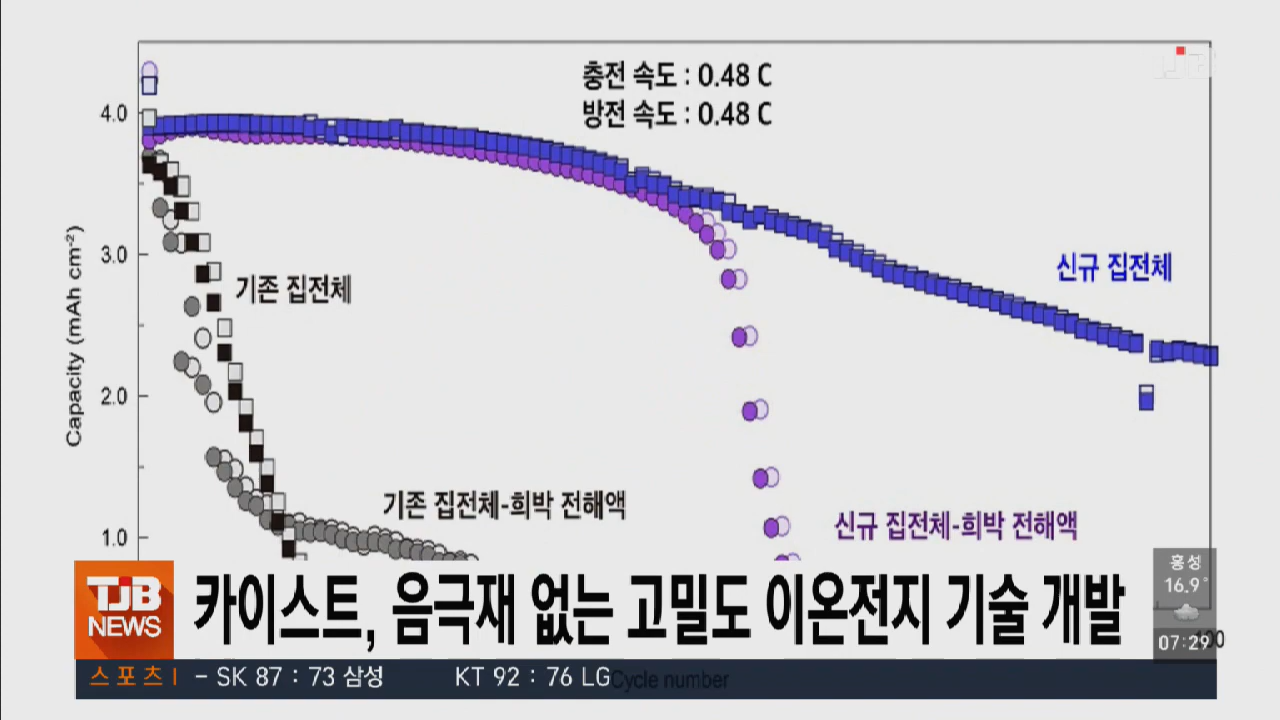 충전 속도 : 0.48 C
방전 속도 : 0.48 C
TJB
4.0
3.0
2.0
1.0
Capacity (mAh cm⁻²)
기존 집전체
신규 집전체
기존 집전체-희박 전해액
신규 집전체-희박 전해액
TJB NEWS
카이스트, 음극재 없는 고밀도 이온전지 기술 개발
홍성
16.9°
07:29
100
스포츠 - SK 87 : 73 삼성 KT 92 : 76 LG
Cycle number